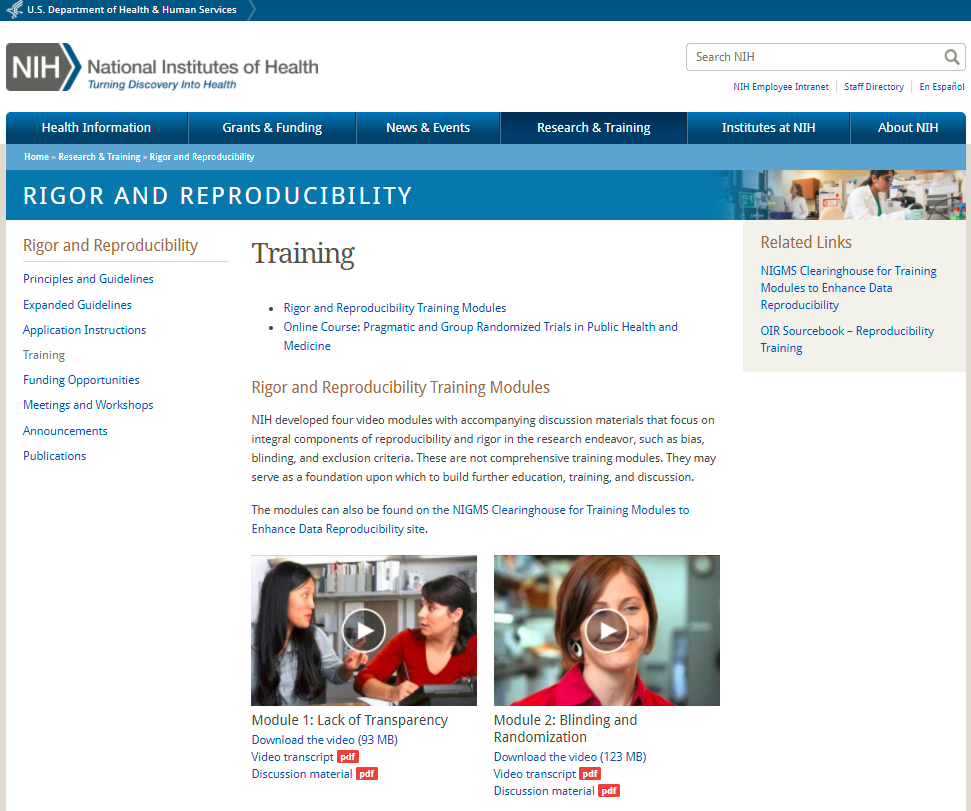 U.S. Department of Health & Human Services
NIH National Institutes of Health
Turning Discovery Into Health
Search NIH
NIH Employee Intranet Staff Directory En Español
Health Information Grants & Funding News & Events Research & Training Institutes at NIH About NIH
Home » Research & Training » Rigor and Reproducibility
RIGOR AND REPRODUCIBILITY
Rigor and Reproducibility
Principles and Guidelines
Expanded Guidelines
Application Instructions
Training
Funding Opportunities
Meetings and Workshops
Announcements
Publications
Training
• Rigor and Reproducibility Training Modules
• Online Course: Pragmatic and Group Randomized Trials in Public Health and
Medicine
Rigor and Reproducibility Training Modules
NIH developed four video modules with accompanying discussion materials that focus on
integral components of reproducibility and rigor in the research endeavor, such as bias,
blinding, and exclusion criteria. These are not comprehensive training modules. They may
serve as a foundation upon which to build further education, training, and discussion.
The modules can also be found on the NIGMS Clearinghouse for Training Modules to
Enhance Data Reproducibility site.
Module 1: Lack of Transparency
Download the video (93 MB)
Video transcript pdf
Discussion material pdf
Module 2: Blinding and
Randomization
Download the video (123 MB)
Video transcript pdf
Discussion material pdf
Related Links
NIGMS Clearinghouse for Training
Modules to Enhance Data
Reproducibility
OIR Sourcebook – Reproducibility
Training